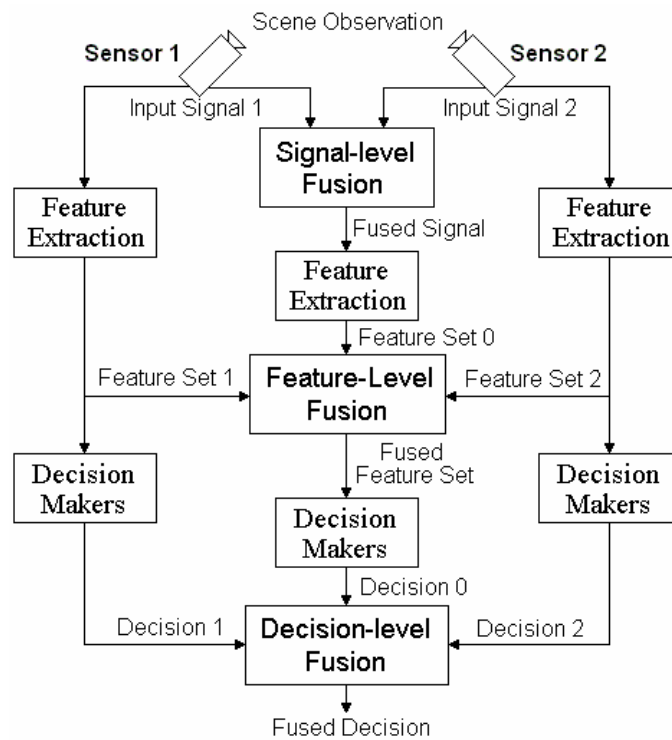 Scene Observation
Sensor 1
Sensor 2
Input Signal 1
Input Signal 2
Signal-level
Fusion
Feature
Extraction
Feature
Extraction
Fused Signal
Feature
Extraction
Feature Set 0
Feature Set 1
Feature-Level
Fusion
Feature Set 2
Fused
Feature Set
Decision
Makers
Decision
Makers
Decision
Makers
Decision 0
Decision 1
Decision-level
Fusion
Decision 2
Fused Decision